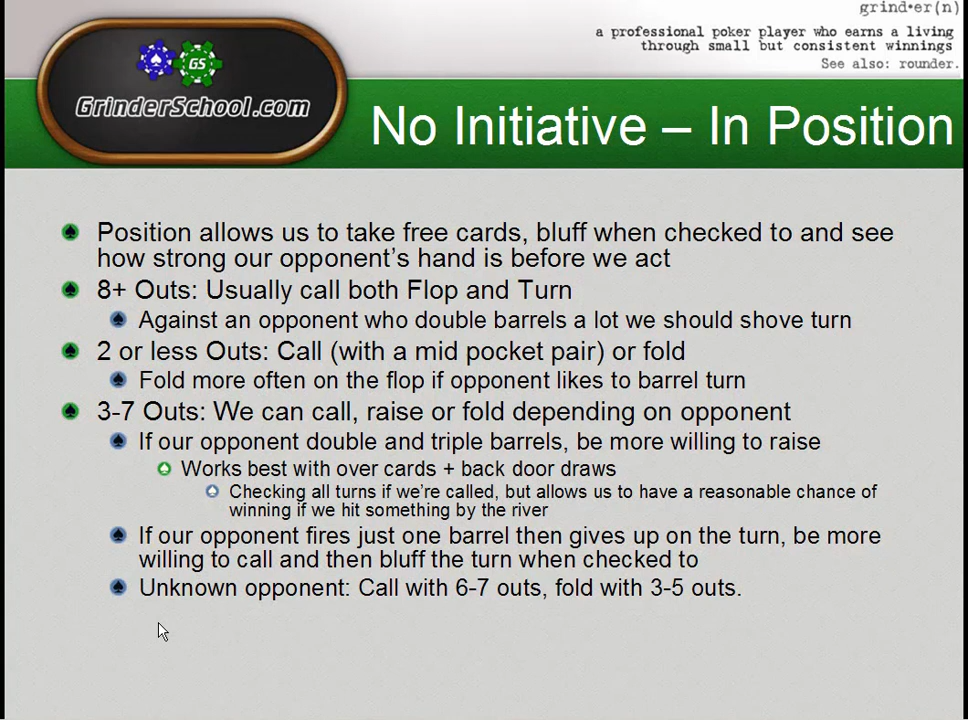 grind•er(n)
a professional poker player who earns a living
through small but consistent winnings
See also: rounder.
GS
GrinderSchool.com
No Initiative – In Position
Position allows us to take free cards, bluff when checked to and see
how strong our opponent's hand is before we act
8+ Outs: Usually call both Flop and Turn
Against an opponent who double barrels a lot we should shove turn
2 or less Outs: Call (with a mid pocket pair) or fold
Fold more often on the flop if opponent likes to barrel turn
3-7 Outs: We can call, raise or fold depending on opponent
If our opponent double and triple barrels, be more willing to raise
Works best with over cards + back door draws
Checking all turns if we're called, but allows us to have a reasonable chance of
winning if we hit something by the river
If our opponent fires just one barrel then gives up on the turn, be more
willing to call and then bluff the turn when checked to
Unknown opponent: Call with 6-7 outs, fold with 3-5 outs.